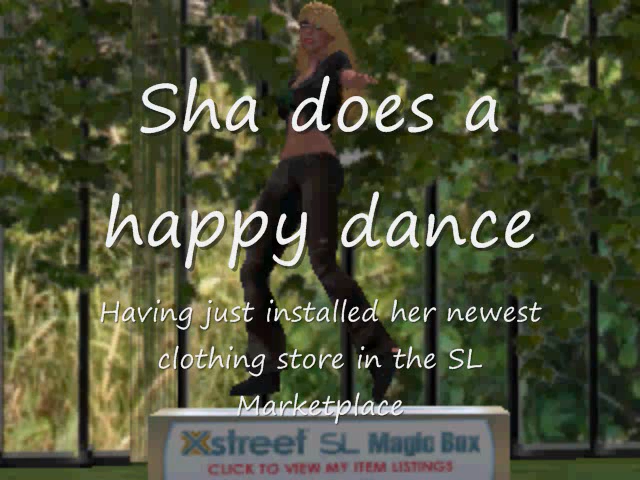 Sha does a
happy dance
Having just installed her newest
clothing store in the SL
Marketplace
Xstreet SL Magic Box
CLICK TO VIEW MY ITEM LISTINGS